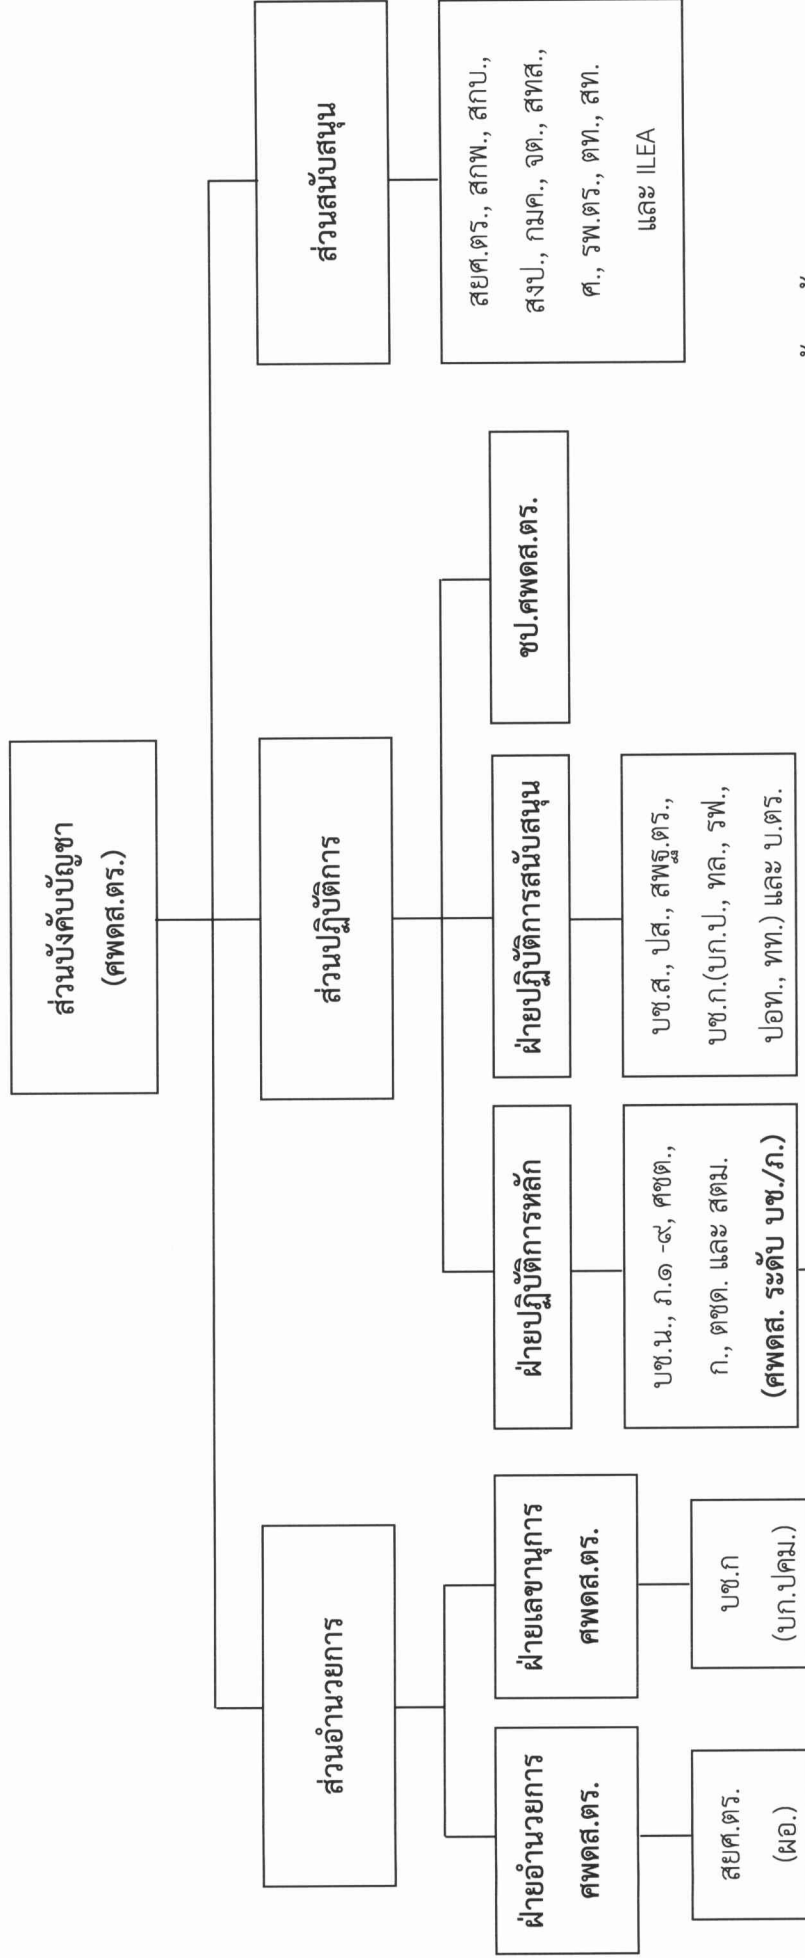 ส่วนบังคับบัญชา
(ศพดส.ตร.)
ส่วนอำนวยการ
ส่วนปฏิบัติการ
ส่วนสนับสนุน
ฝ่ายอำนวยการ
ศพดส.ตร.
ฝ่ายเลขานุการ
ศพดส.ตร.
ฝ่ายปฏิบัติการหลัก
ฝ่ายปฏิบัติการสนับสนุน
ชป.ศพดส.ตร.
สยศ.ตร.
(ผอ.)
บช.ก
(บก.ปคม.)
บช.น., ภ.๑ -๙, ศชต.,
ก., ตชด. และ สตม.
(ศพดส. ระดับ บช./ภ.)
บช.ส., ปส., สพฐ.ตร.,
บช.ก.(บก.ป., ทล., รฟ.,
ปอท., ทท.) และ บ.ตร.
สยศ.ตร., สกพ., สกบ.,
สงป., กมค., จต., สทส.,
ศ., รพ.ตร., ตท., สท.
และ ILEA